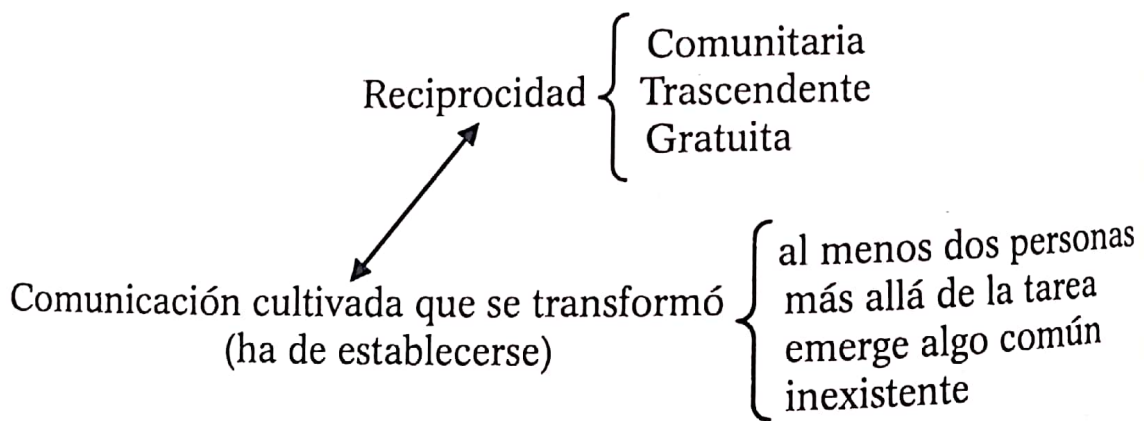 Comunitaria
Reciprocidad
Trascendente
Gratuita
al menos dos personas
Comunicación cultivada que se transformó
más allá de la tarea
(ha de establecerse)
emerge algo común
inexistente